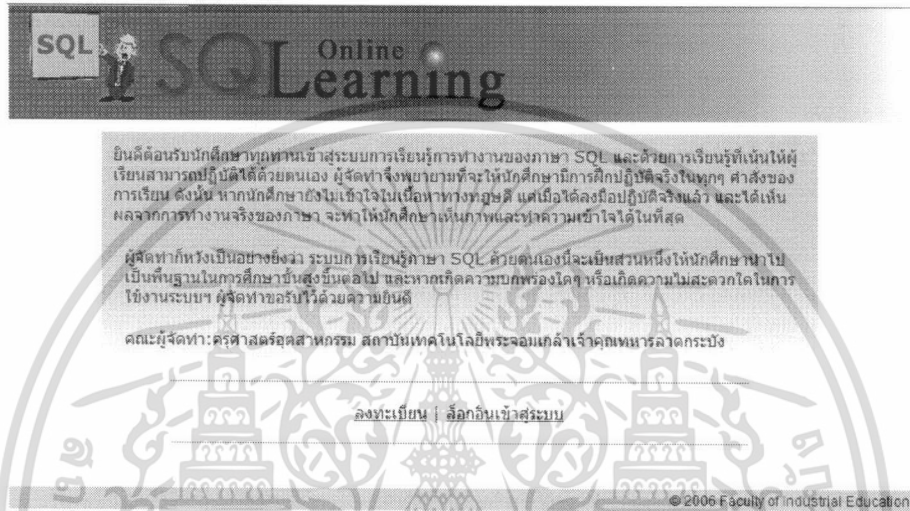 SQL
SQL Online
Learning
ยินดีต้อนรับนักศึกษาทุกท่านเข้าสู่ระบบการเรียนรู้การทำงานของภาษา SQL และด้วยการเรียนรู้ที่เน้นให้ผู้
เรียนสามารถปฏิบัติได้ด้วยตนเอง ผู้จัดทำจึงพยายามที่จะให้นักศึกษามีการฝึกปฏิบัติจริงในทุกๆ คำสั่งของ
การเรียน ดังนั้น หากนักศึกษายังไม่เข้าใจในเนื้อหาทางทฤษฎี แต่เมื่อได้ลงมือปฏิบัติจริงแล้ว และได้เห็น
ผลจากการทำงานจริงของภาษา จะทำให้นักศึกษาเห็นภาพและทำความเข้าใจได้ในที่สุด
ผู้จัดทำก็หวังเป็นอย่างยิ่งว่า ระบบการเรียนรู้ภาษา SQL ด้วยตนเองนี้จะเป็นส่วนหนึ่งให้นักศึกษานำไป
เป็นพื้นฐานในการศึกษาขั้นสูงขึ้นต่อไป และหากเกิดความบกพร่องใดๆ หรือเกิดความไม่สะดวกใดในการ
ใช้งานระบบฯ ผู้จัดทำขอรับไว้ด้วยความยินดี
คณะผู้จัดทำ:ครุศาสตร์อุตสาหกรรม สถาบันเทคโนโลยีพระจอมเกล้าเจ้าคุณทหารลาดกระบัง
ลงทะเบียน | ล็อกอินเข้าสู่ระบบ
© 2006 Faculty of Industrial Education